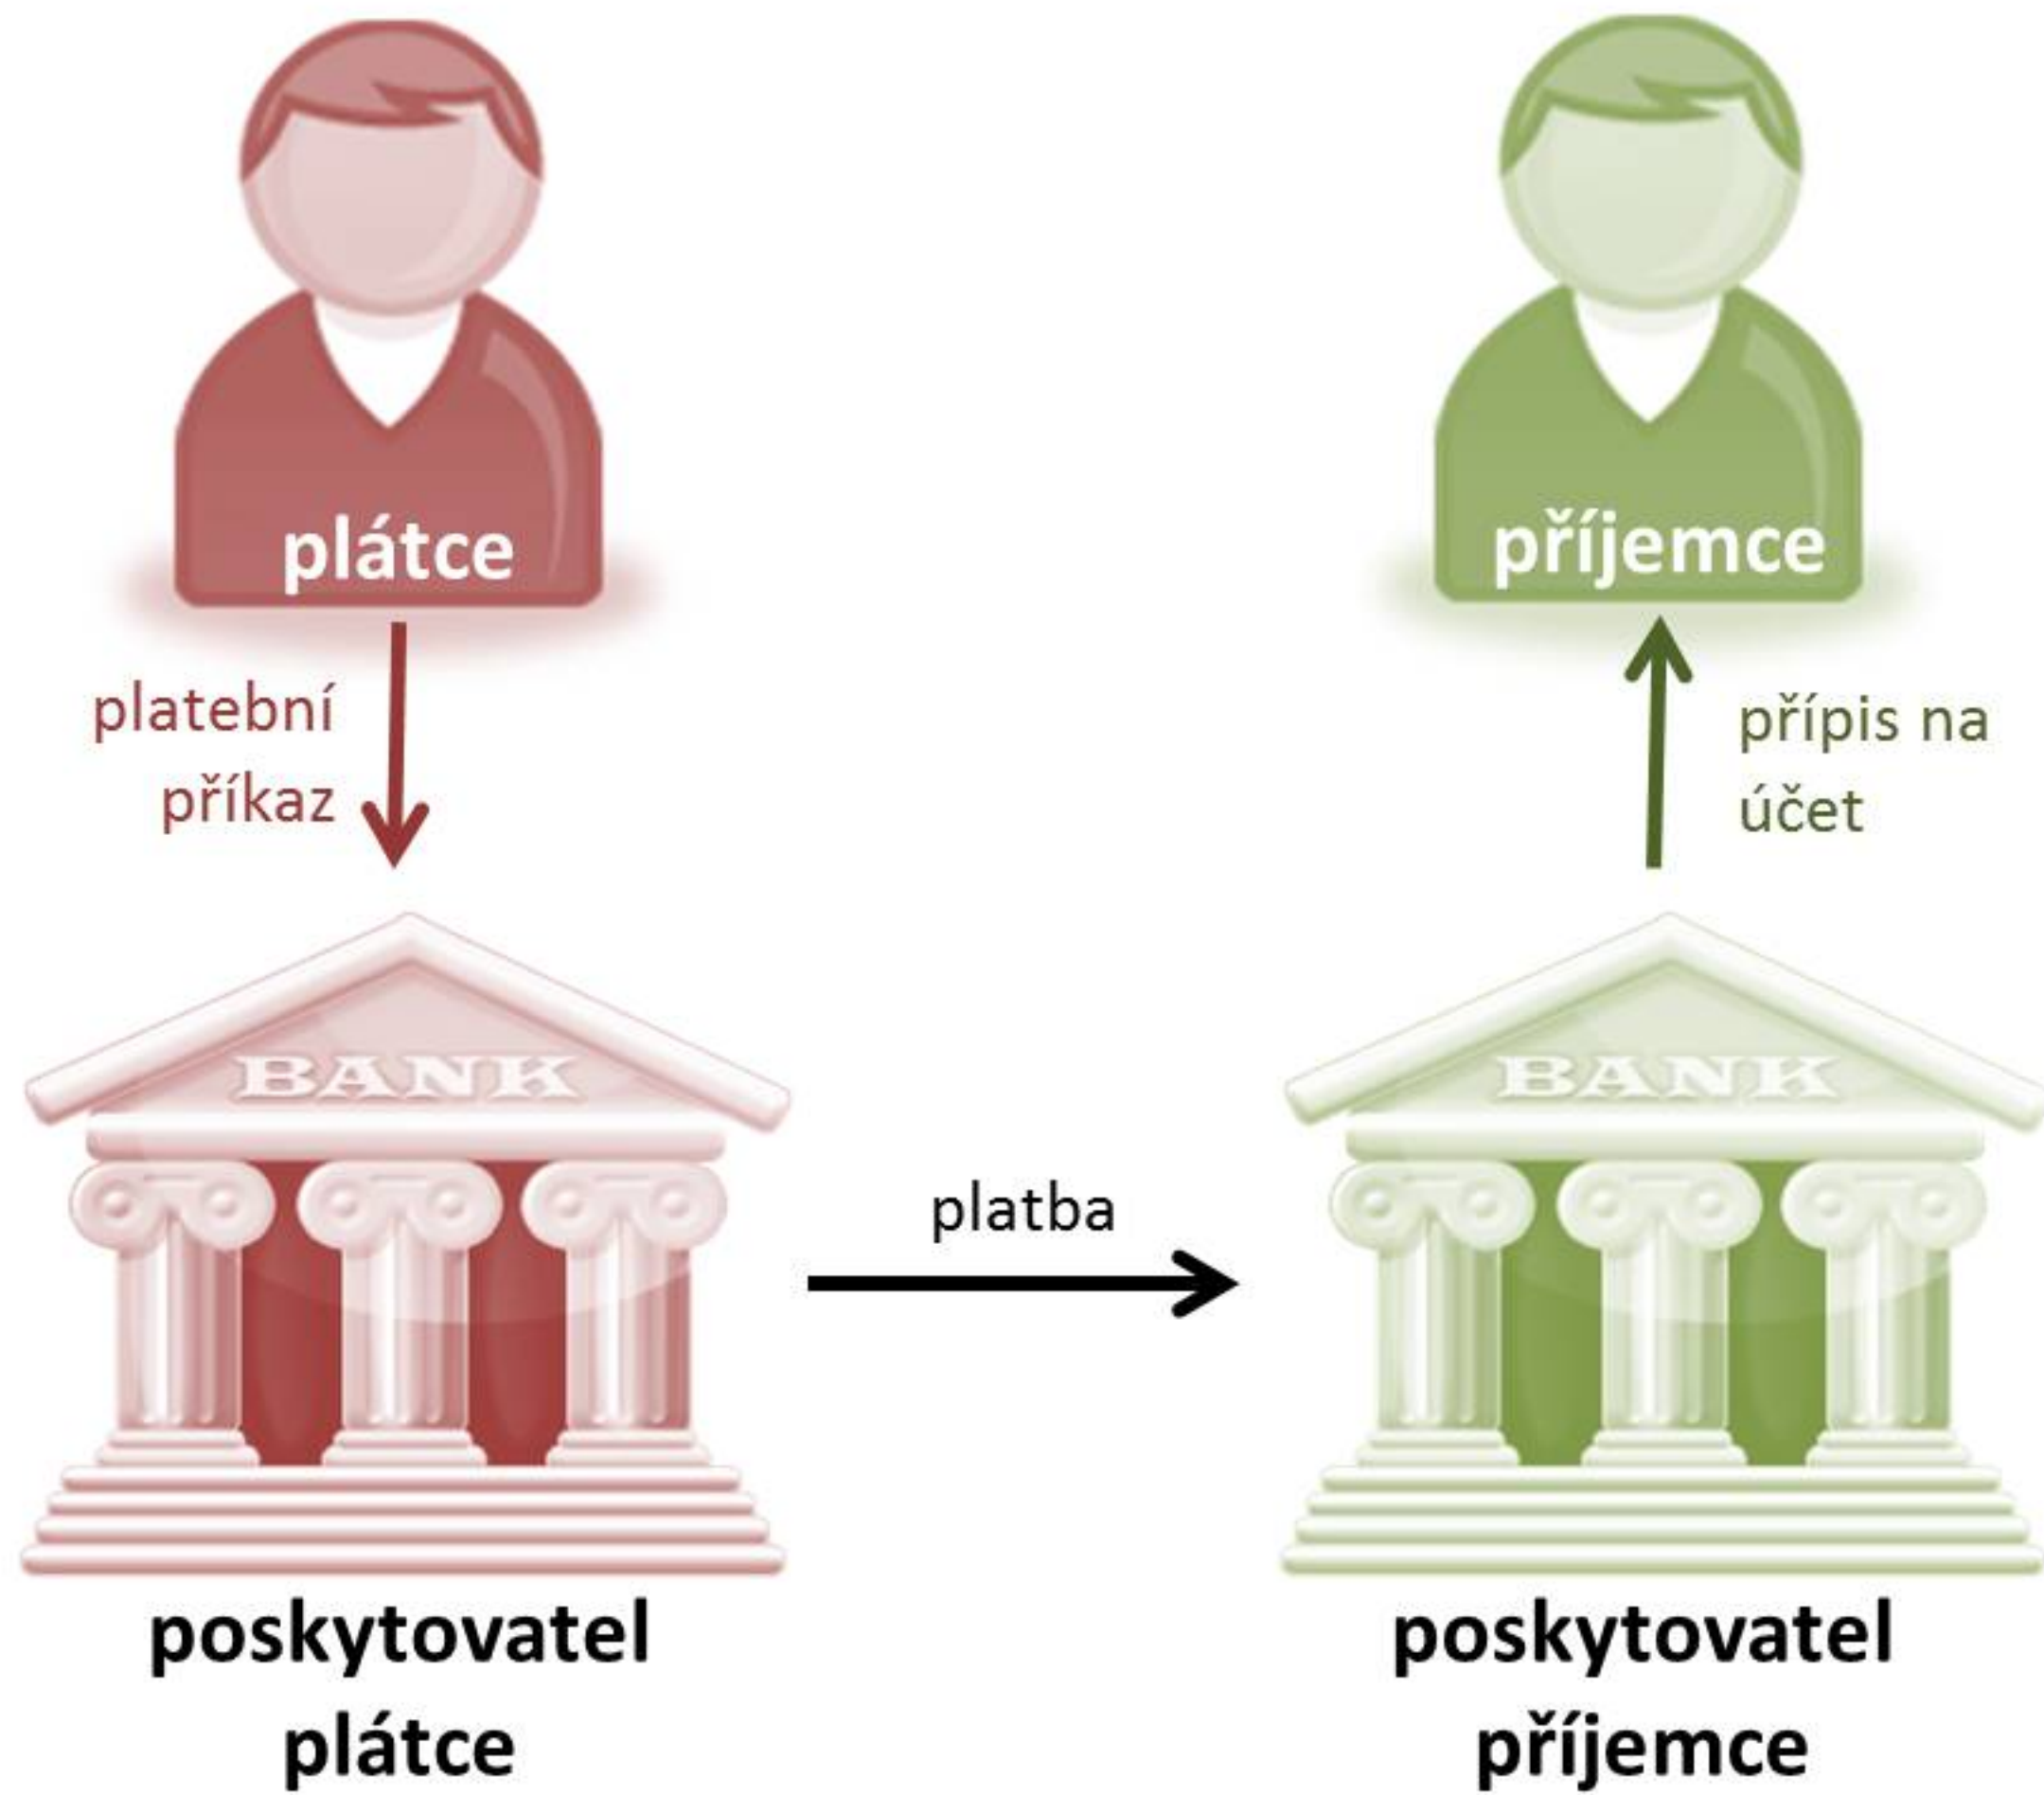 plátce
příjemce
platební
příkaz
přípis na
účet
BANK
BANK
platba
poskytovatel
plátce
poskytovatel
příjemce